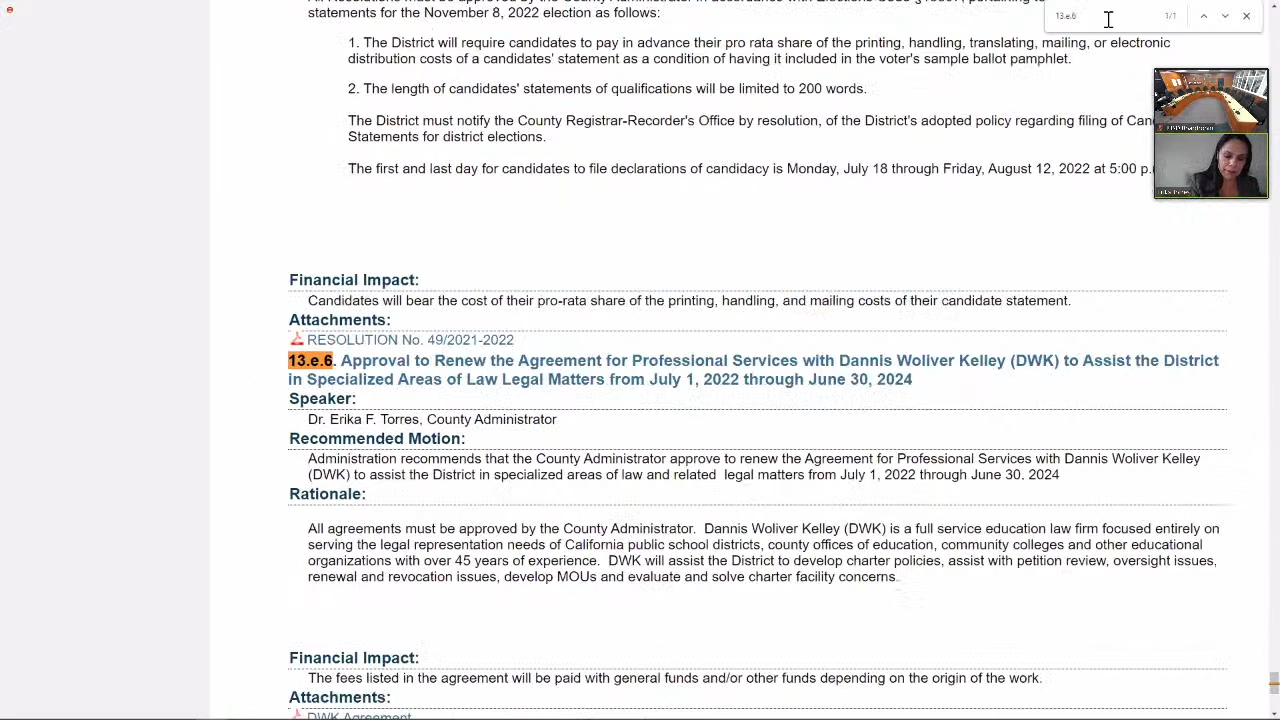 statements for the November 8, 2022 election as follows:
13.e.6
1/1
1. The District will require candidates to pay in advance their pro rata share of the printing, handling, translating, mailing, or electronic
distribution costs of a candidates' statement as a condition of having it included in the voter's sample ballot pamphlet.
2. The length of candidates' statements of qualifications will be limited to 200 words.
The District must notify the County Registrar-Recorder's Office by resolution, of the District's adopted policy regarding filing of
Statements for district elections.
The first and last day for candidates to file declarations of candidacy is Monday, July 18 through Friday, August 12, 2022 at 5:00
Financial Impact:
Candidates will bear the cost of their pro-rata share of the printing, handling, and mailing costs of their candidate statement.
Attachments:
RESOLUTION No. 49/2021-2022
13.e.6. Approval to Renew the Agreement for Professional Services with Dannis Woliver Kelley (DWK) to Assist the District
in Specialized Areas of Law Legal Matters from July 1, 2022 through June 30, 2024
Speaker:
Dr. Erika F. Torres, County Administrator
Recommended Motion:
Administration recommends that the County Administrator approve to renew the Agreement for Professional Services with Dannis Woliver Kelley
(DWK) to assist the District in specialized areas of law and related legal matters from July 1, 2022 through June 30. 2024
Rationale:
All agreements must be approved by the County Administrator. Dannis Woliver Kelley (DWK) is a full service education law firm focused entirely on
serving the legal representation needs of California public school districts, county offices of education, community colleges and other educational
organizations with over 45 years of experience. DWK will assist the District to develop charter policies, assist with petition review, oversight issues,
renewal and revocation issues, develop MOUs and evaluate and solve charter facility concerns.
Financial Impact:
The fees listed in the agreement will be paid with general funds and/or other funds depending on the origin of the work.
Attachments:
DWK Agreement